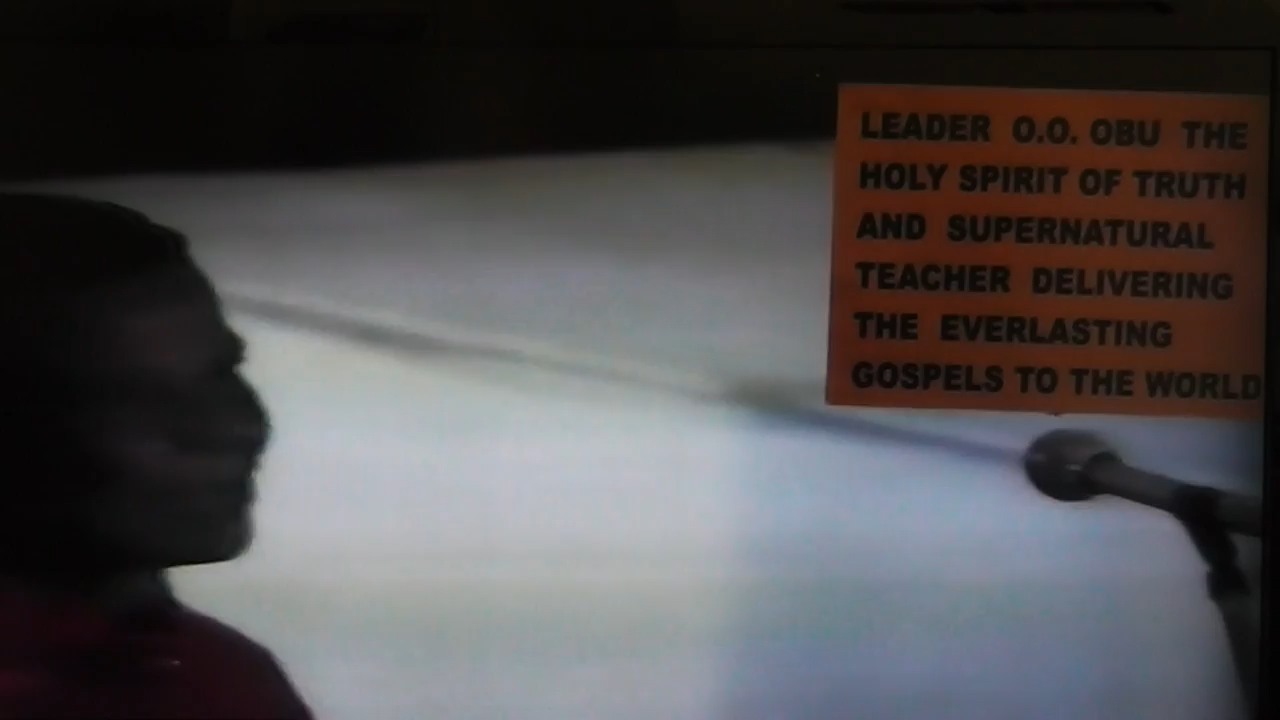 LEADER O.O. OBU THE
HOLY SPIRIT OF TRUTH
AND SUPERNATURAL
TEACHER DELIVERING
THE EVERLASTING
GOSPELS TO THE WORLD